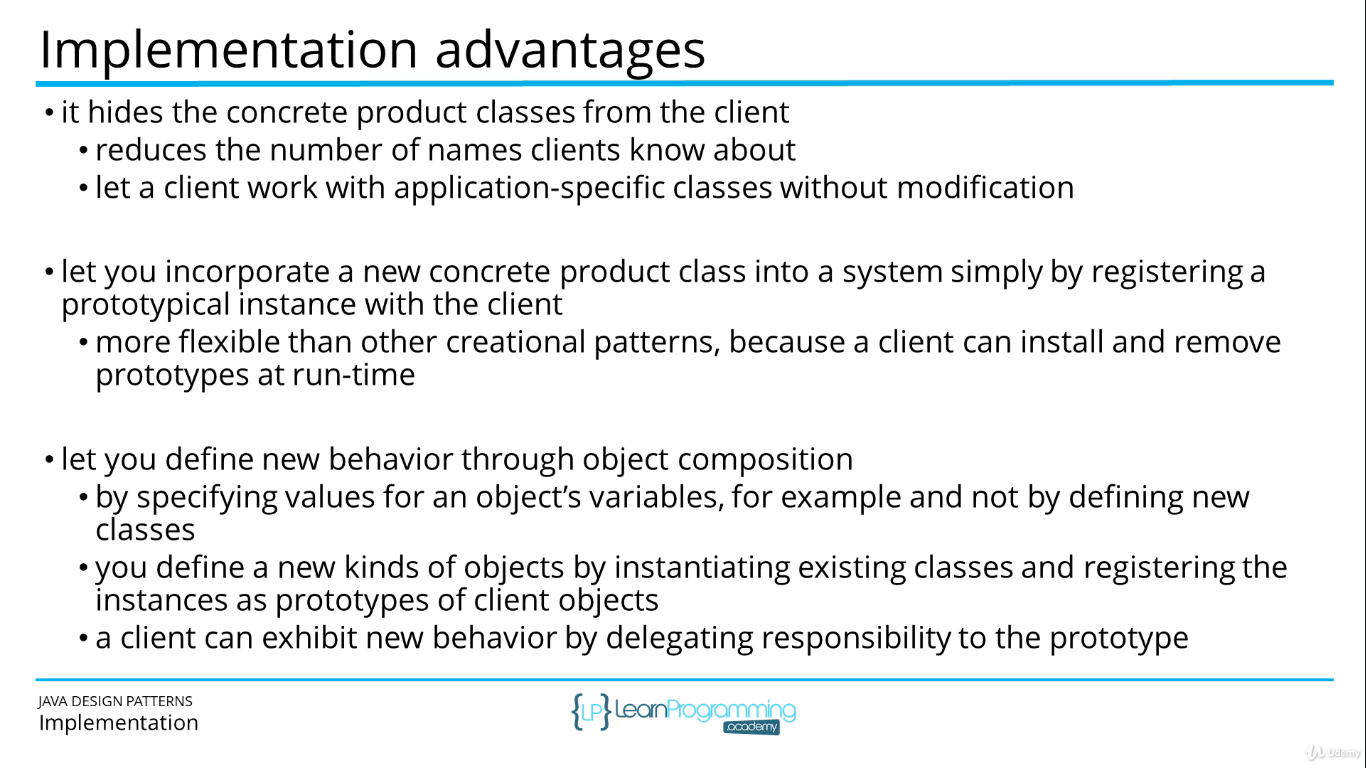 Implementation advantages
• it hides the concrete product classes from the client
• reduces the number of names clients know about
• let a client work with application-specific classes without modification
• let you incorporate a new concrete product class into a system simply by registering a
prototypical instance with the client
• more flexible than other creational patterns, because a client can install and remove
prototypes at run-time
• let you define new behavior through object composition
• by specifying values for an object’s variables, for example and not by defining new
classes
• you define a new kinds of objects by instantiating existing classes and registering the
instances as prototypes of client objects
• a client can exhibit new behavior by delegating responsibility to the prototype
JAVA DESIGN PATTERNS
Implementation
{LP} LearnProgramming
.academy
Udemy